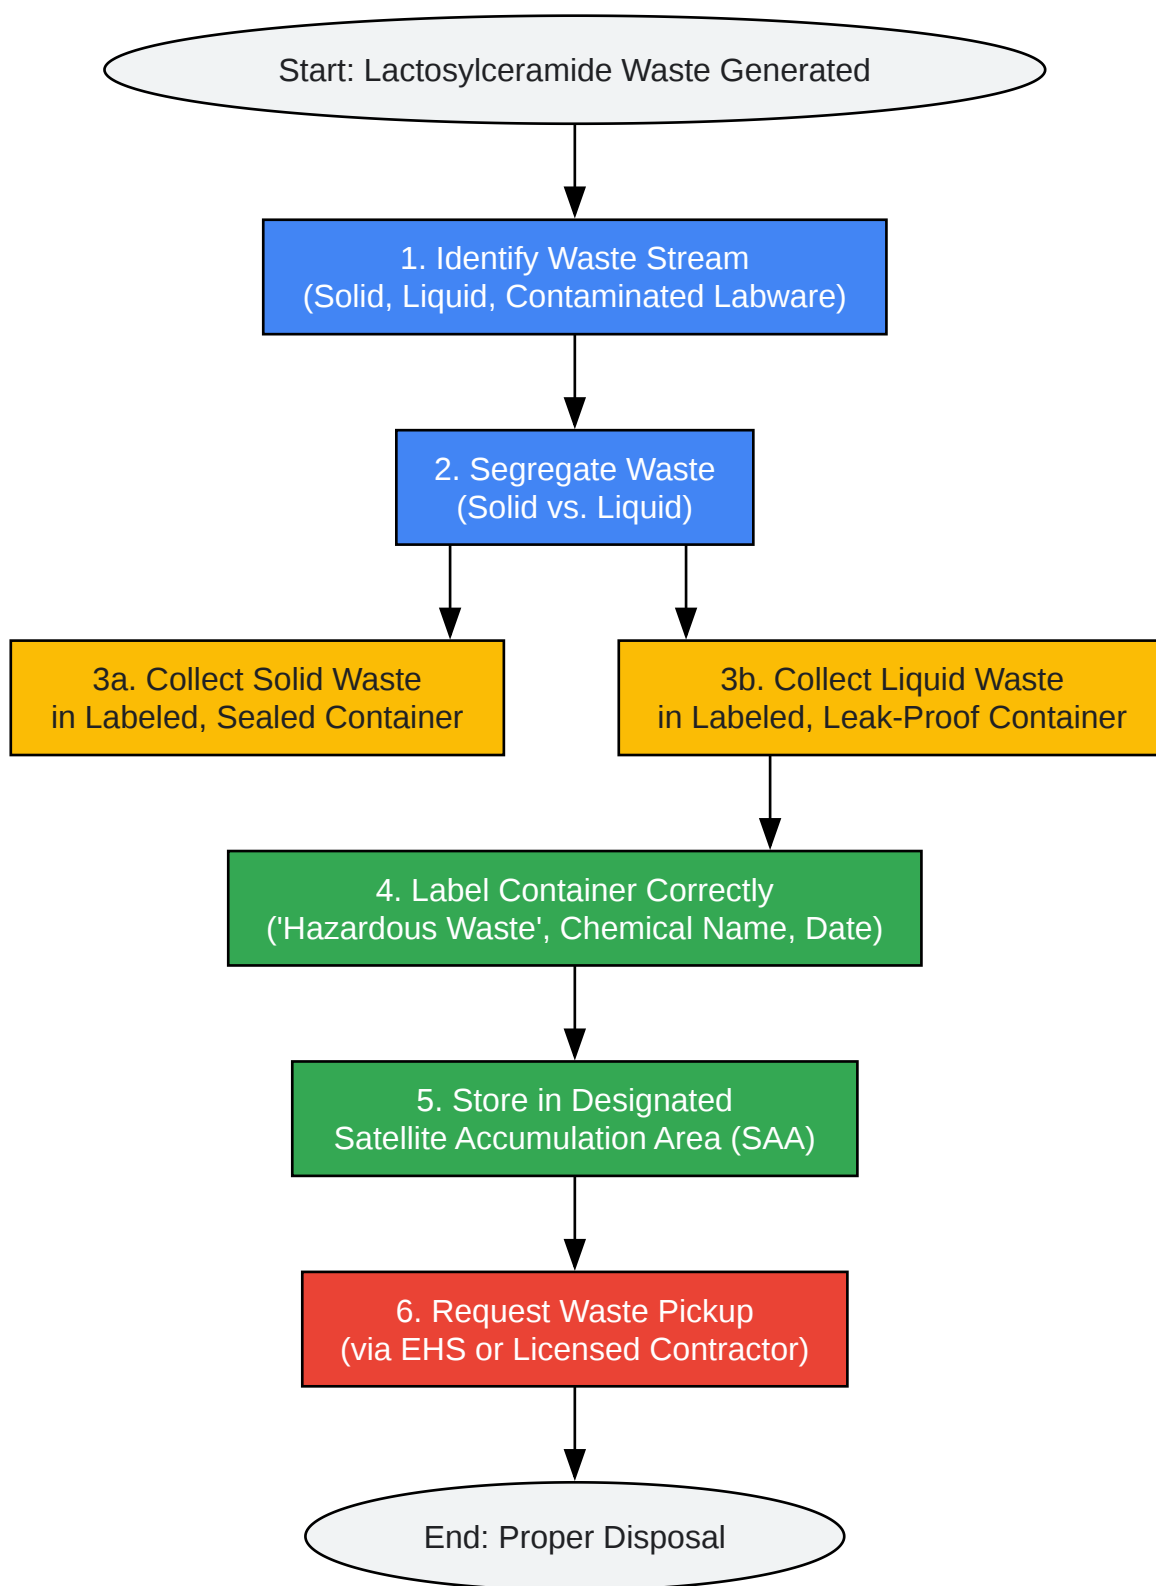 Start: Lactosylceramide Waste Generated
1. Identify Waste Stream
(Solid, Liquid, Contaminated Labware)
2. Segregate Waste
(Solid vs. Liquid)
3a. Collect Solid Waste
in Labeled, Sealed Container
3b. Collect Liquid Waste
in Labeled, Leak-Proof Container
4. Label Container Correctly
('Hazardous Waste', Chemical Name, Date)
5. Store in Designated
Satellite Accumulation Area (SAA)
6. Request Waste Pickup
(via EHS or Licensed Contractor)
End: Proper Disposal